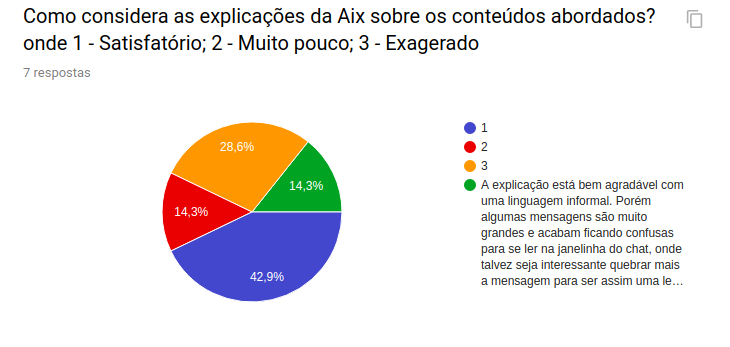 Como considera as explicações da Aix sobre os conteúdos abordados?
onde 1 - Satisfatório; 2 - Muito pouco; 3 - Exagerado
7 respostas
28,6%
14,3%
14,3%
42,9%
1
2
3
A explicação está bem agradável com
uma linguagem informal. Porém
algumas mensagens são muito
grandes e acabam ficando confusas
para se ler na janelinha do chat, onde
talvez seja interessante quebrar mais
a mensagem para ser assim uma le…